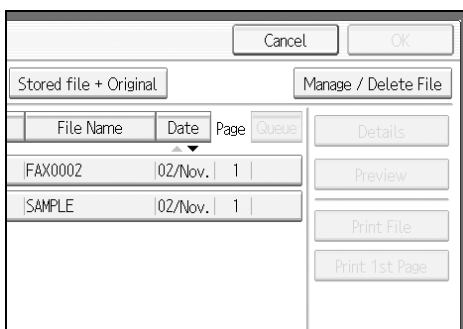 Cancel OK
Stored file + Original Manage / Delete File
File Name Date Page Queue Details
FAX0002 02/Nov. 1 Preview
SAMPLE 02/Nov. 1
Print File
Print 1st Page